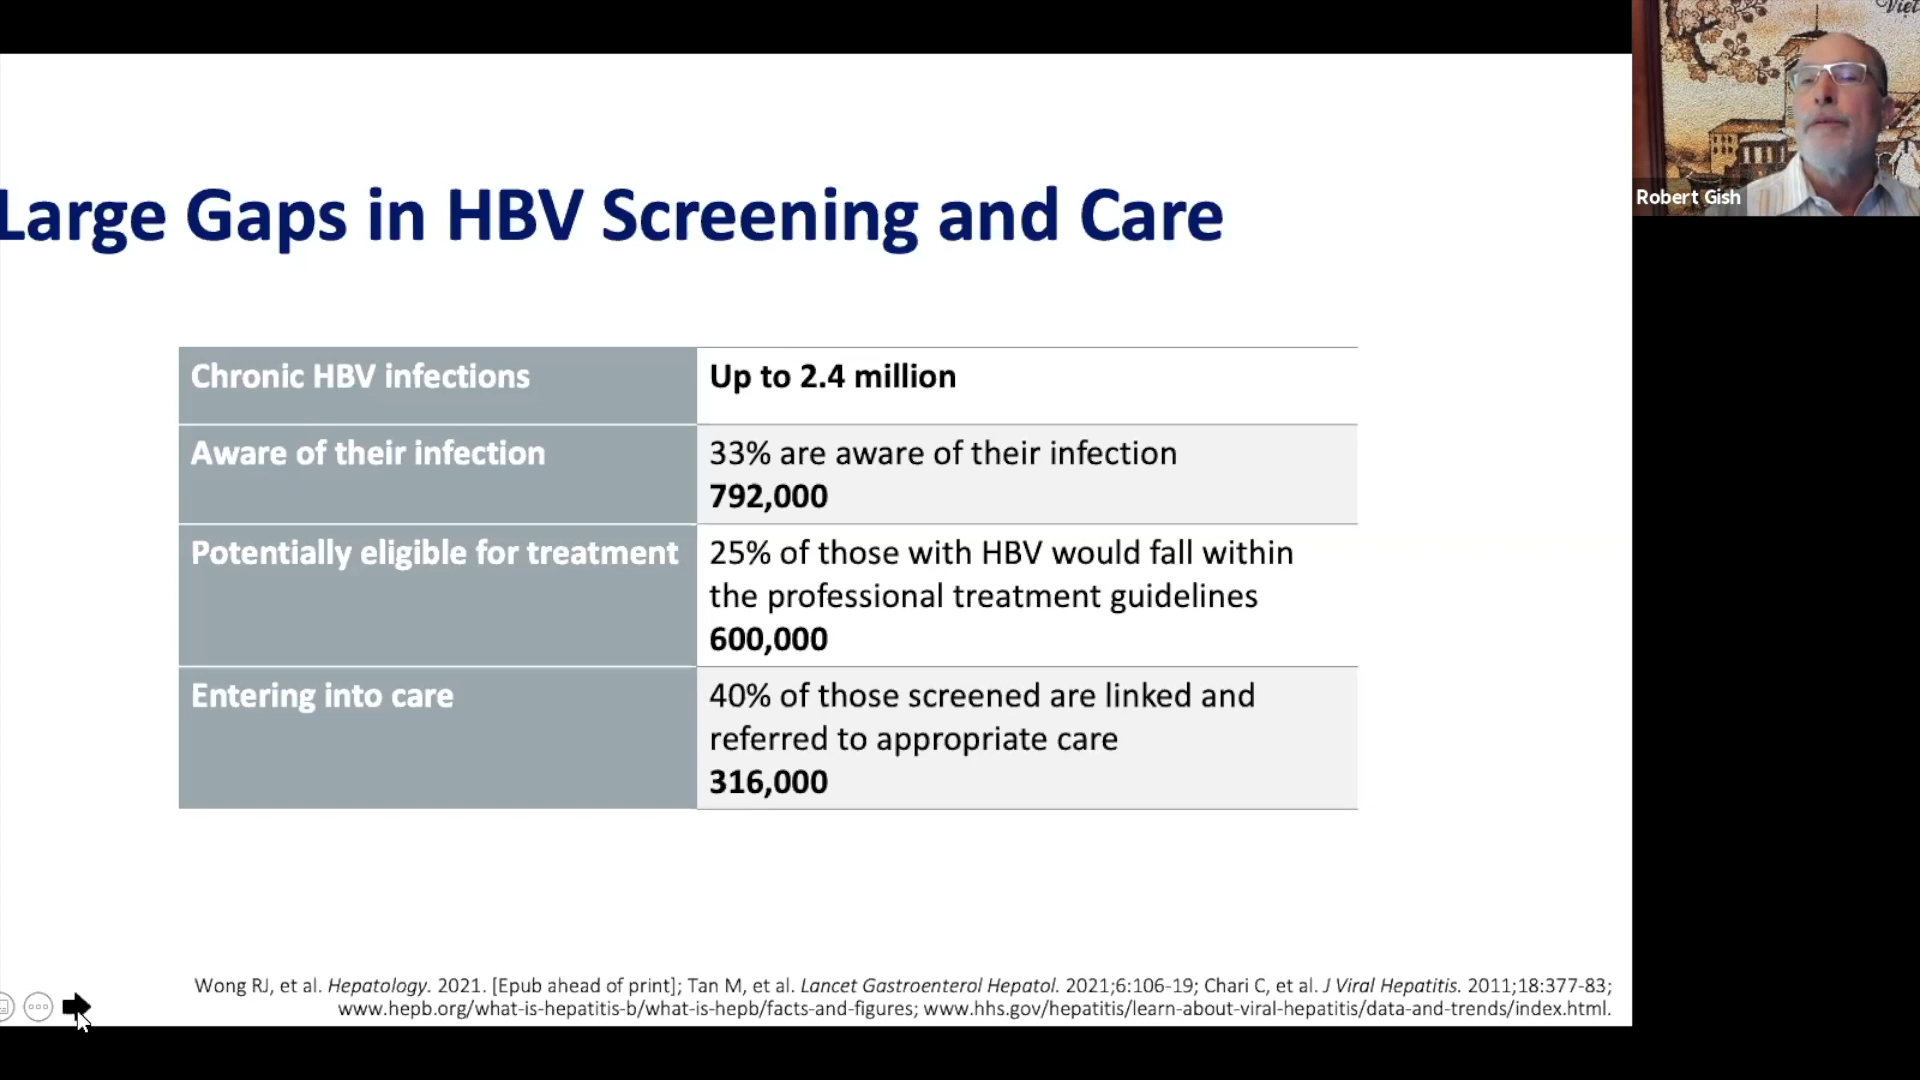 Large Gaps in HBV Screening and Care
Chronic HBV infections
Up to 2.4 million
Aware of their infection
33% are aware of their infection
792,000
Potentially eligible for treatment
25% of those with HBV would fall within
the professional treatment guidelines
600,000
Entering into care
40% of those screened are linked and
referred to appropriate care
316,000
Wong RJ, et al. Hepatology. 2021. [Epub ahead of print]; Tan M, et al. Lancet Gastroenterol Hepatol. 2021;6:106-19; Chari C, et al. J Viral Hepatitis. 2011;18:377-83;
www.hepb.org/what-is-hepatitis-b/what-is-hepb/facts-and-figures; www.hhs.gov/hepatitis/learn-about-viral-hepatitis/data-and-trends/index.html.
Robert Gish